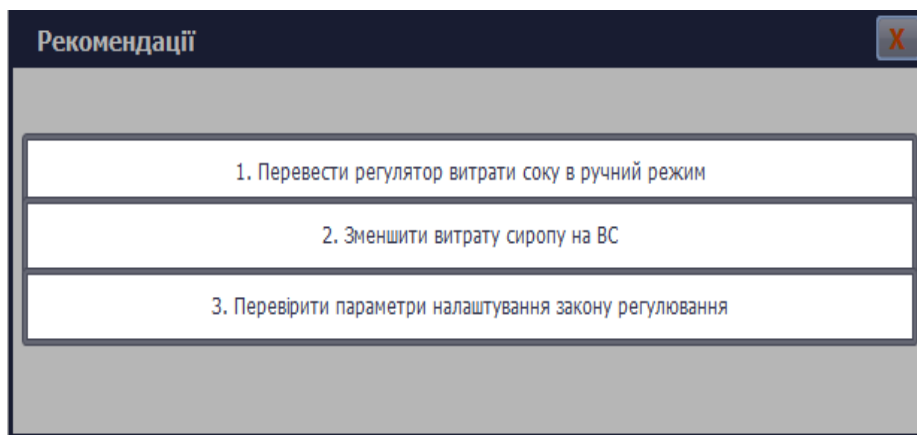 Рекомендації
X
1. Перевести регулятор витрати соку в ручний режим
2. Зменшити витрату сиропу на ВС
3. Перевірити параметри налаштування закону регулювання